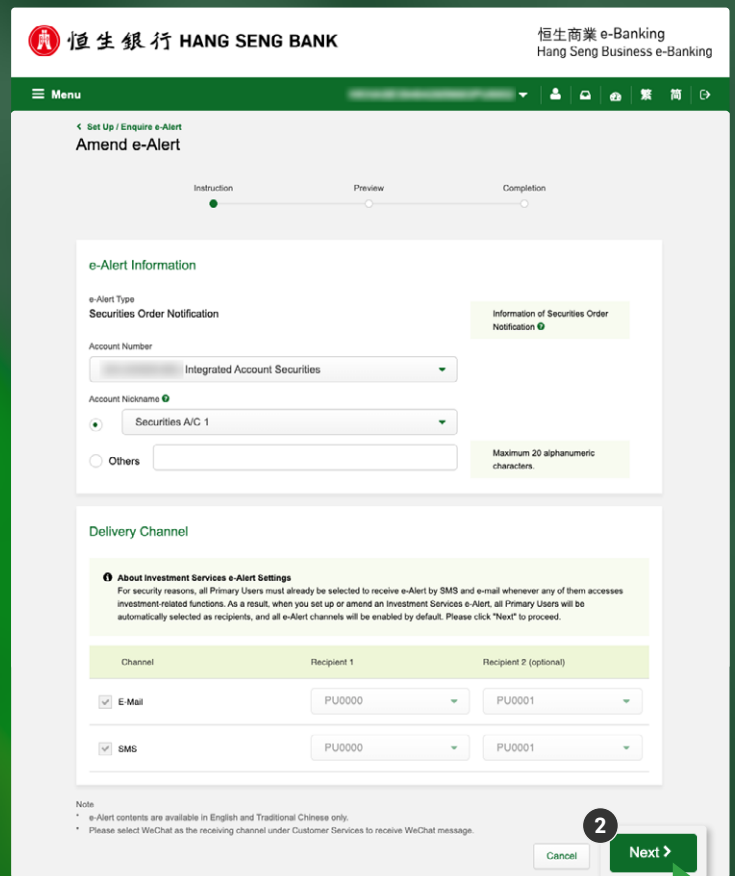 恒生銀行 HANG SENG BANK
恒生商業 e-Banking
Hang Seng Business e-Banking
Menu
繁 简
Set Up / Enquire e-Alert
Amend e-Alert
Instruction Preview Completion
e-Alert Information
e-Alert Type
Securities Order Notification
Information of Securities Order
Notification ?
Account Number
Integrated Account Securities
Account Nickname ?
Securities A/C 1
Others
Maximum 20 alphanumeric
characters.
Delivery Channel
About Investment Services e-Alert Settings
For security reasons, all Primary Users must already be selected to receive e-Alert by SMS and e-mail whenever any of them accesses
investment-related functions. As a result, when you set up or amend an Investment Services e-Alert, all Primary Users will be
automatically selected as recipients, and all e-Alert channels will be enabled by default. Please click "Next" to proceed.
Channel Recipient 1 Recipient 2 (optional)
E-Mail PU0000 PU0001
SMS PU0000 PU0001
Note
* e-Alert contents are available in English and Traditional Chinese only.
* Please select WeChat as the receiving channel under Customer Services to receive WeChat message.
2
Cancel Next